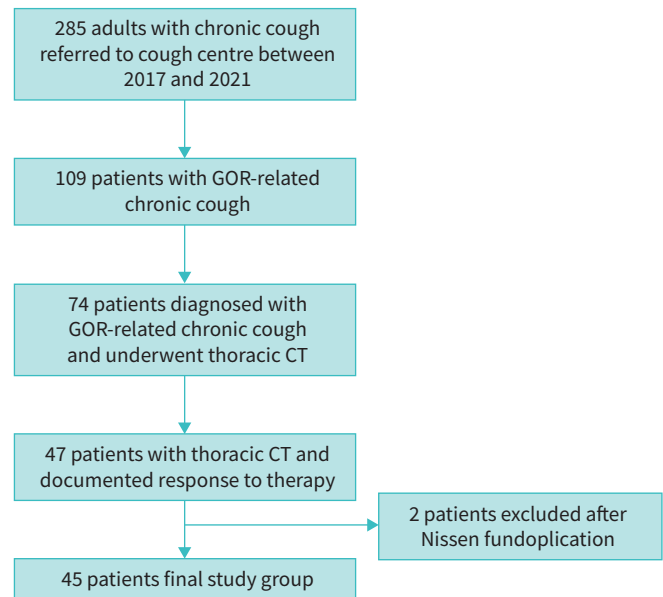 285 adults with chronic cough
referred to cough centre between
2017 and 2021
109 patients with GOR-related
chronic cough
74 patients diagnosed with
GOR-related chronic cough
and underwent thoracic CT
47 patients with thoracic CT and
documented response to therapy
2 patients excluded after
Nissen fundoplication
45 patients final study group